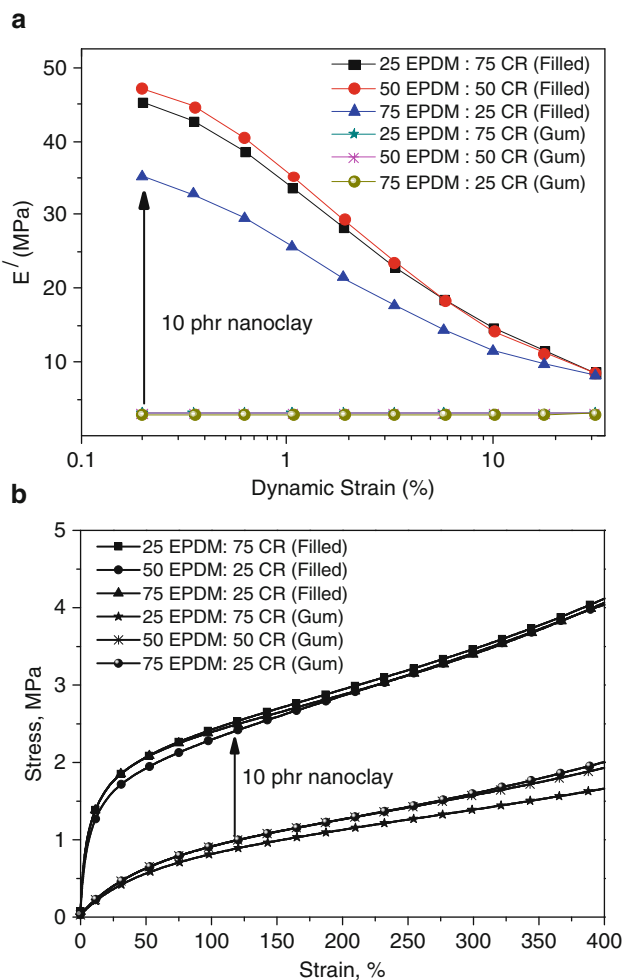 a
25 EPDM : 75 CR (Filled)
50 EPDM : 50 CR (Filled)
75 EPDM : 25 CR (Filled)
25 EPDM : 75 CR (Gum)
50 EPDM : 50 CR (Gum)
75 EPDM : 25 CR (Gum)
50
40
30
20
10
E/ (MPa)
10 phr nanoclay
0.1
1
10
Dynamic Strain (%)
b
25 EPDM: 75 CR (Filled)
50 EPDM: 25 CR (Filled)
75 EPDM: 25 CR (Filled)
25 EPDM: 75 CR (Gum)
50 EPDM: 50 CR (Gum)
75 EPDM: 25 CR (Gum)
5
4
3
2
1
0
Stress, MPa
10 phr nanoclay
0
50
100
150
200
250
300
350
400
Strain, %